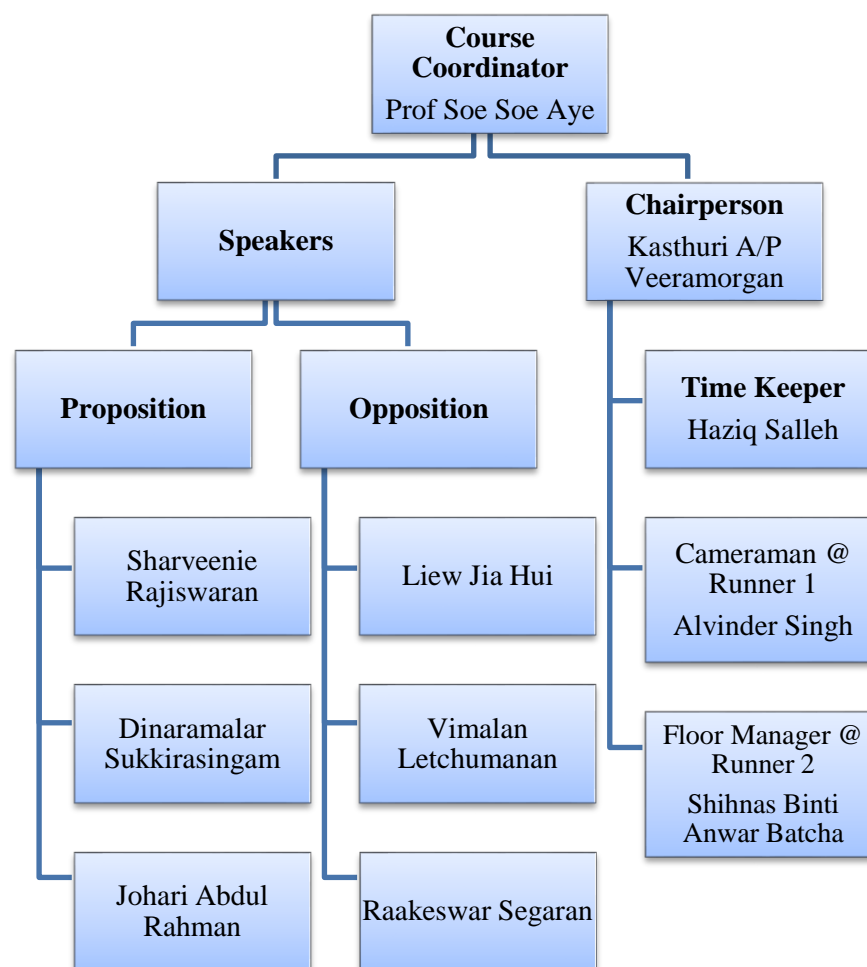 Course
Coordinator
Prof Soe Soe Aye
Speakers
Chairperson
Kasthuri A/P
Veeramorgan
Proposition
Opposition
Time Keeper
Haziq Salleh
Sharveenie
Rajiswaran
Liew Jia Hui
Cameraman @
Runner 1
Alvinder Singh
Dinaramalar
Sukkirasingam
Vimalan
Letchumanan
Floor Manager @
Runner 2
Shihnas Binti
Anwar Batcha
Johari Abdul
Rahman
Raakeswar Segaran